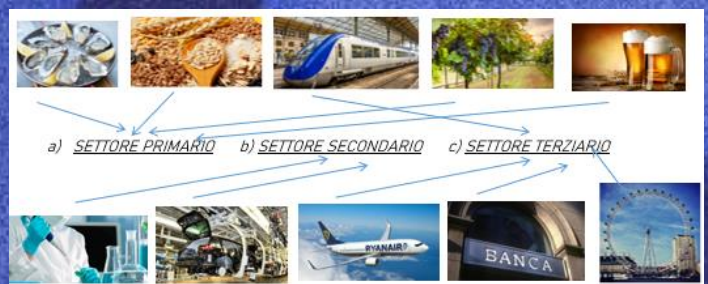 a) SETTORE PRIMARIO b) SETTORE SECONDARIO c) SETTORE TERZIARIO
RYANAIR
BANCA